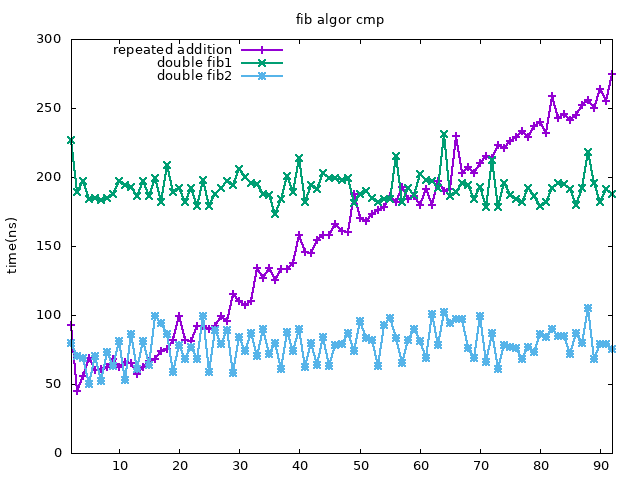 fib algor cmp
300
250
200
150
100
50
0
time(ns)
repeated addition
double fib1
double fib2
10 20 30 40 50 60 70 80 90